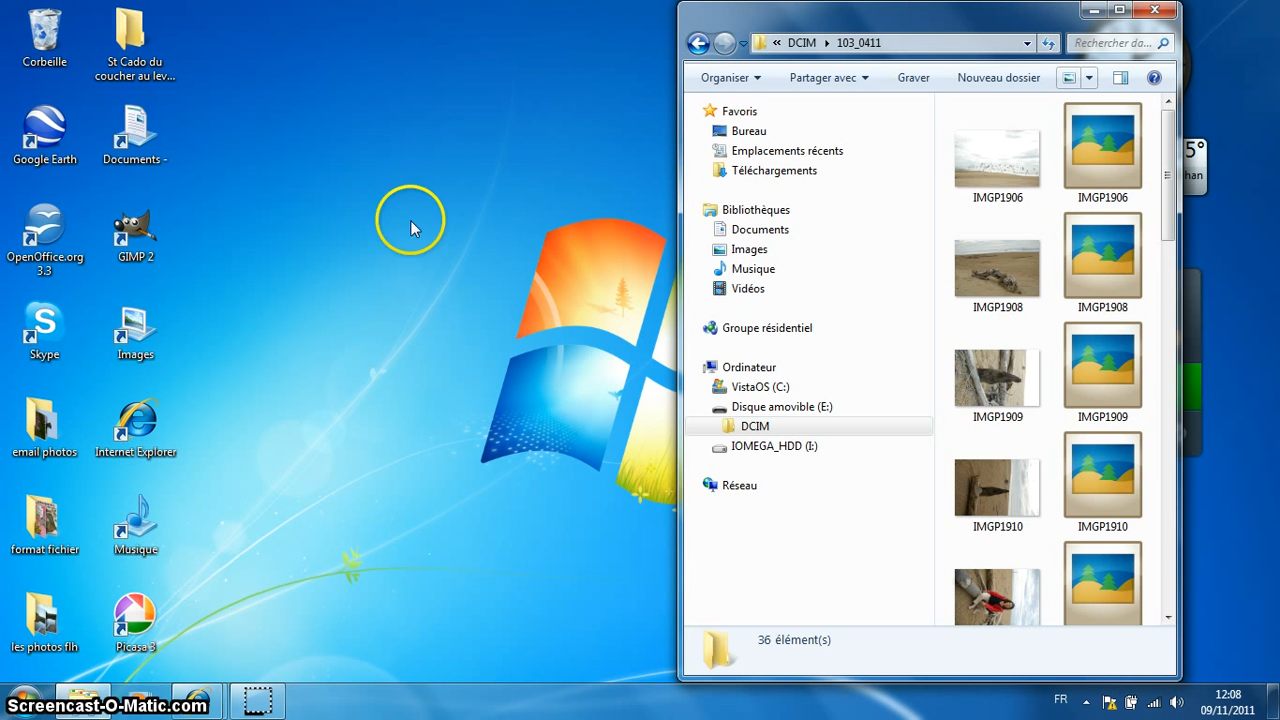 Corbeille
St Cado du
coucher au lev...
Google Earth
Documents -
OpenOffice.org
3.3
GIMP 2
Skype
Images
email photos
Internet Explorer
format fichier
Musique
les photos flh
Picasa 3
« DCIM 103_0411
Rechercher da...
Organiser
Partager avec
Graver
Nouveau dossier
Favoris
Bureau
Emplacements récents
Téléchargements
Bibliothèques
Documents
Images
Musique
Vidéos
Groupe résidentiel
Ordinateur
VistaOS (C:)
Disque amovible (E:)
DCIM
IOMEGA_HDD (I:)
Réseau
IMGP1906
IMGP1906
IMGP1908
IMGP1908
IMGP1909
IMGP1909
IMGP1910
IMGP1910
36 élément(s)
5°
han
Screencast-O-Matic.com
FR
12:08
09/11/2011